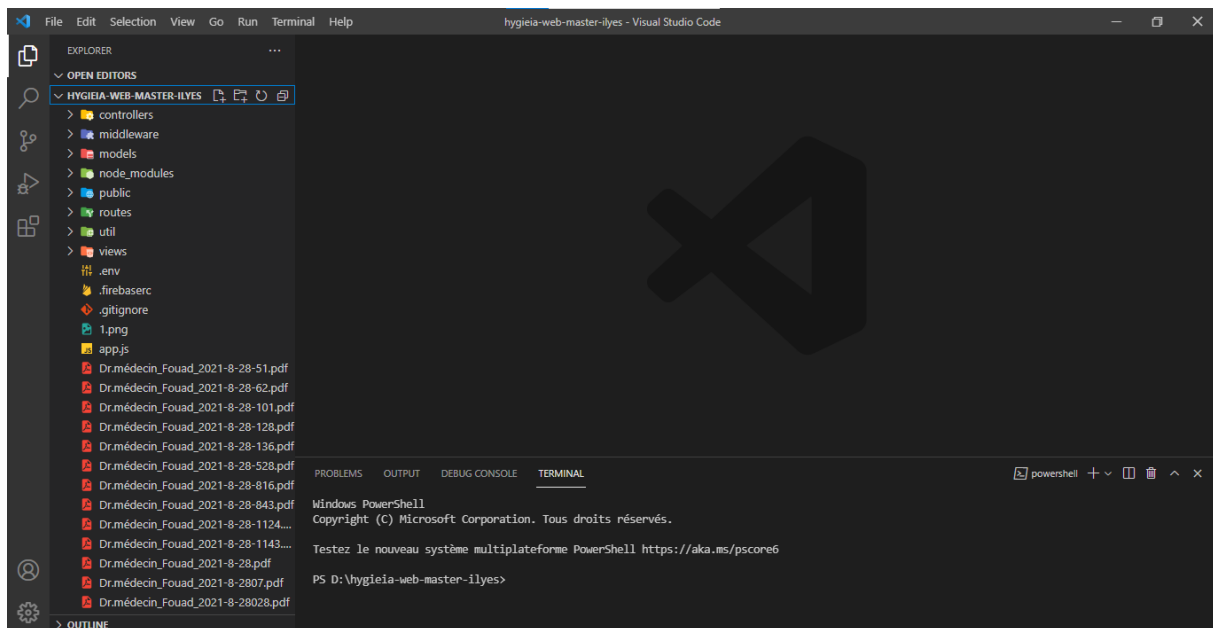 File Edit Selection View Go Run Terminal Help hygieia-web-master-ilyes - Visual Studio Code
EXPLORER
OPEN EDITORS
HYGIEIA-WEB-MASTER-ILYES
controllers
middleware
models
node_modules
public
routes
util
views
.env
.firebaserc
.gitignore
1.png
app.js
Dr.médecin_Fouad_2021-8-28-51.pdf
Dr.médecin_Fouad_2021-8-28-62.pdf
Dr.médecin_Fouad_2021-8-28-101.pdf
Dr.médecin_Fouad_2021-8-28-128.pdf
Dr.médecin_Fouad_2021-8-28-136.pdf
Dr.médecin_Fouad_2021-8-28-528.pdf
Dr.médecin_Fouad_2021-8-28-816.pdf
Dr.médecin_Fouad_2021-8-28-843.pdf
Dr.médecin_Fouad_2021-8-28-1124....
Dr.médecin_Fouad_2021-8-28-1143....
Dr.médecin_Fouad_2021-8-28.pdf
Dr.médecin_Fouad_2021-8-2807.pdf
Dr.médecin_Fouad_2021-8-28028.pdf
OUTLINE
PROBLEMS OUTPUT DEBUG CONSOLE TERMINAL powershell
Windows PowerShell
Copyright (C) Microsoft Corporation. Tous droits réservés.
Testez le nouveau système multiplateforme PowerShell https://aka.ms/pscore6
PS D:\hygieia-web-master-ilyes>